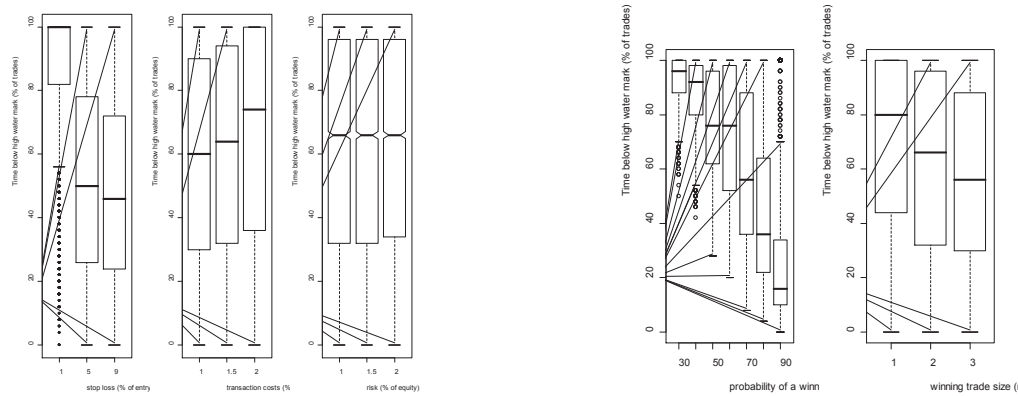 Time below high water mark (% of trades)
0 20 40 60 80 100
1 5 9
stop loss (% of entry
Time below high water mark (% of trades)
0 20 40 60 80 100
1 1.5 2
transaction costs (%
Time below high water mark (% of trades)
0 20 40 60 80 100
1 1.5 2
risk (% of equity)
Time below high water mark (% of trades)
0 20 40 60 80 100
30 50 70 90
probability of a winn
Time below high water mark (% of trades)
0 20 40 60 80 100
1 2 3
winning trade size (